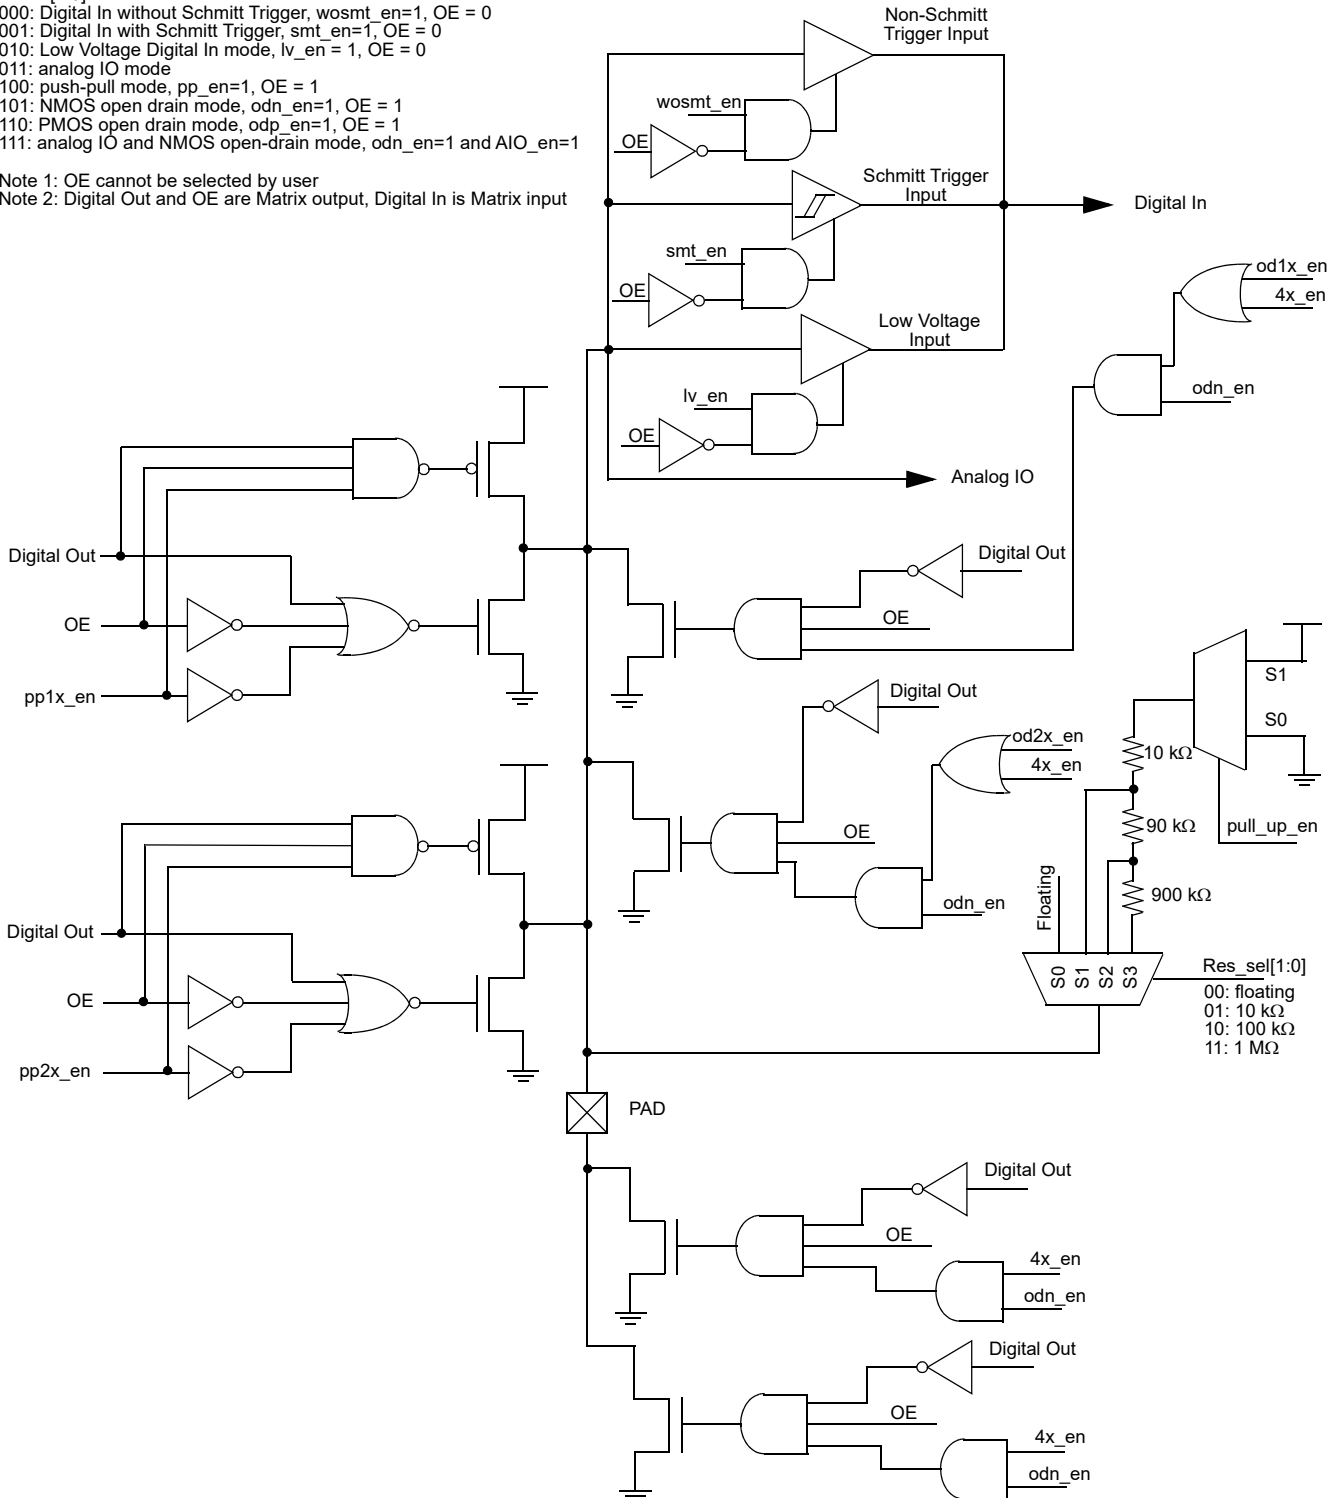 000: Digital In without Schmitt Trigger, wosmt_en=1, OE = 0
001: Digital In with Schmitt Trigger, smt_en=1, OE = 0
010: Low Voltage Digital In mode, lv_en = 1, OE = 0
011: analog IO mode
100: push-pull mode, pp_en=1, OE = 1
101: NMOS open drain mode, odn_en=1, OE = 1
110: PMOS open drain mode, odp_en=1, OE = 1
111: analog IO and NMOS open-drain mode, odn_en=1 and AIO_en=1
Note 1: OE cannot be selected by user
Note 2: Digital Out and OE are Matrix output, Digital In is Matrix input
Non-Schmitt
Trigger Input
wosmt_en
OE
Schmitt Trigger
Input
Digital In
smt_en
OE
od1x_en
4x_en
Low Voltage
Input
odn_en
lv_en
OE
Analog IO
Digital Out
OE
pp1x_en
Digital Out
OE
S1
S0
Digital Out
od2x_en
4x_en
10 kΩ
90 kΩ
pull_up_en
OE
900 kΩ
odn_en
Floating
S0
S1
S2
S3
Res_sel[1:0]
00: floating
01: 10 kΩ
10: 100 kΩ
11: 1 MΩ
Digital Out
OE
pp2x_en
PAD
Digital Out
OE
4x_en
odn_en
Digital Out
OE
4x_en
odn_en